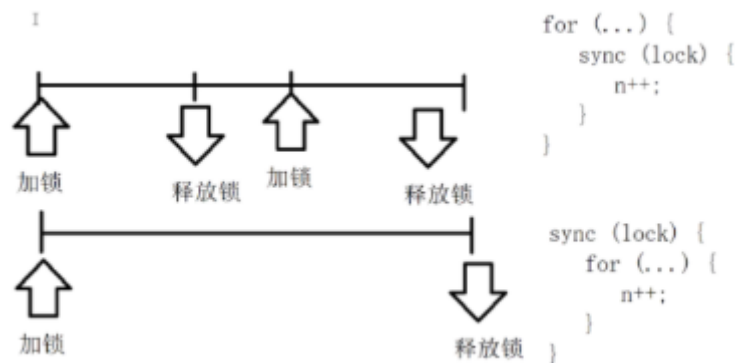 加锁
释放锁
加锁
释放锁
for (...) {
sync (lock) {
n++;
}
}
加锁
释放锁
sync (lock) {
for (...) {
n++;
}
}